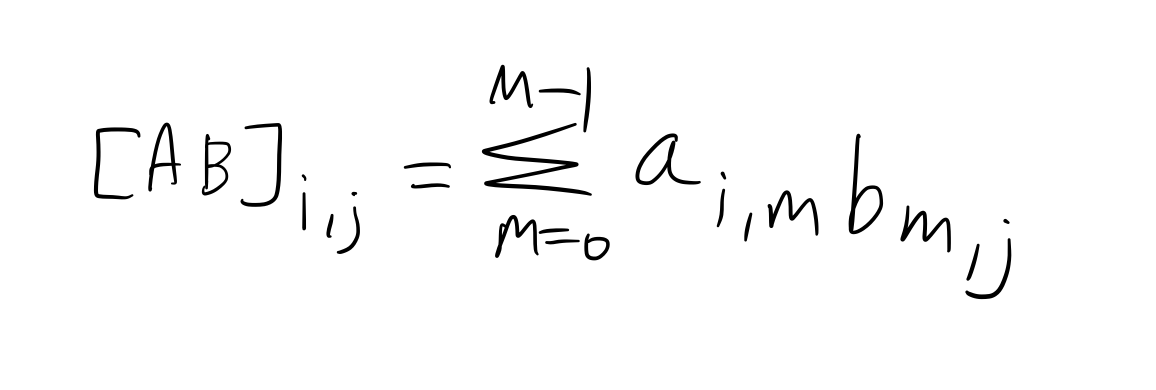 [AB]_{i,j} = \sum_{m=0}^{M-1} a_{i,m} b_{m,j}